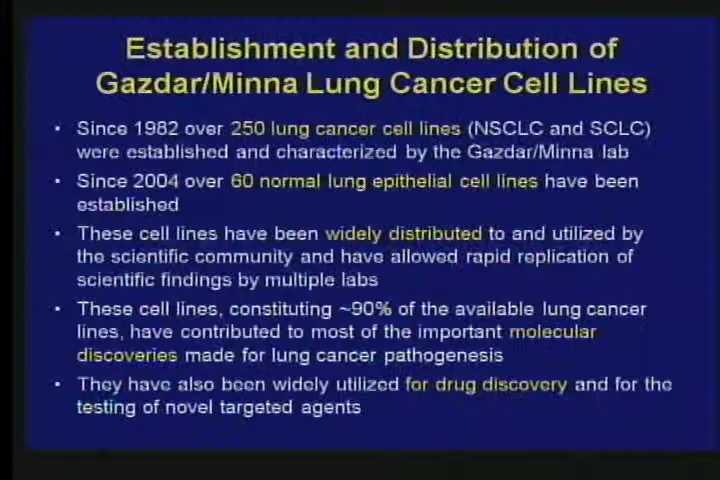 Establishment and Distribution of
Gazdar/Minna Lung Cancer Cell Lines
• Since 1982 over 250 lung cancer cell lines (NSCLC and SCLC)
were established and characterized by the Gazdar/Minna lab
• Since 2004 over 60 normal lung epithelial cell lines have been
established
• These cell lines have been widely distributed to and utilized by
the scientific community and have allowed rapid replication of
scientific findings by multiple labs
• These cell lines, constituting ~90% of the available lung cancer
lines, have contributed to most of the important molecular
discoveries made for lung cancer pathogenesis
• They have also been widely utilized for drug discovery and for the
testing of novel targeted agents